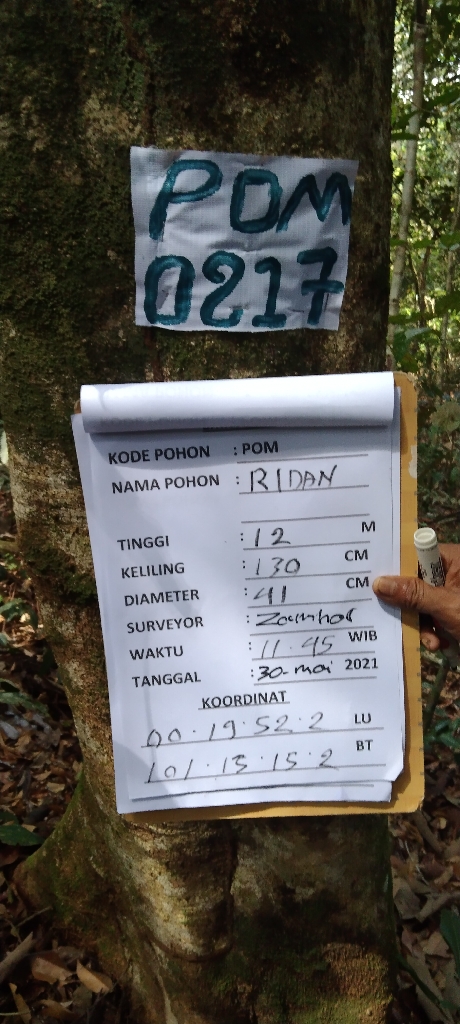 POM
0217
KODE POHON : POM
NAMA POHON : RIDAN
TINGGI : 12 M
KELILING : 130 CM
DIAMETER : 41 CM
SURVEYOR : Zamhar
WAKTU : 11.45 WIB
TANGGAL : 30-mai 2021
KOORDINAT
00.19.52.2 LU
101.13.15.2 BT